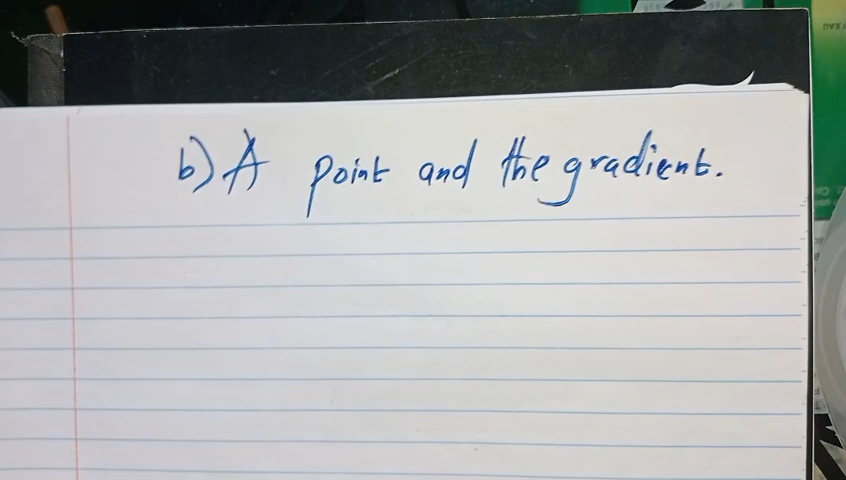 b) A point and the gradient.